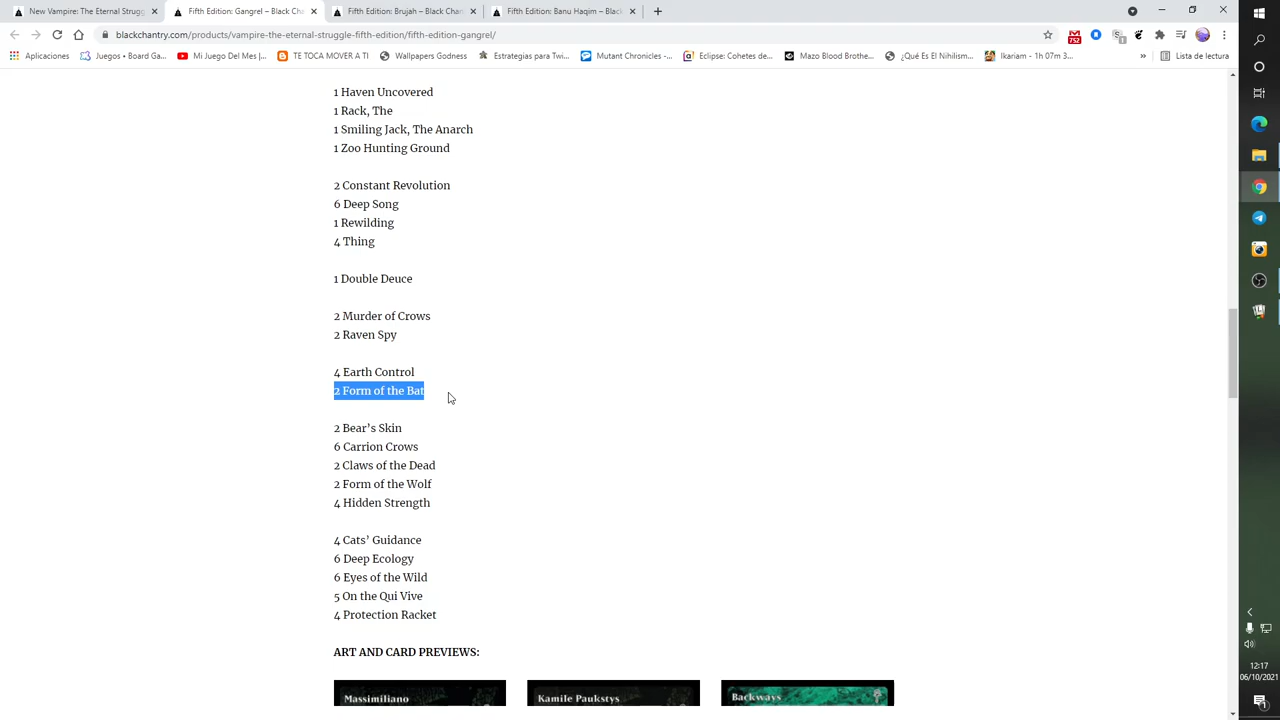 New Vampire: The Eternal Strugg
Fifth Edition: Gangrel – Black Cha
Fifth Edition: Brujah – Black Chan
Fifth Edition: Banu Haqim – Black
blackchantry.com/products/vampire-the-eternal-struggle-fifth-edition/fifth-edition-gangrel/
752
Aplicaciones
Juegos • Board Ga...
Mi Juego Del Mes |...
TE TOCA MOVER A TI
Wallpapers Godness
Estrategias para Twi...
Mutant Chronicles -...
Eclipse: Cohetes de...
Mazo Blood Brothe...
¿Qué Es El Nihilism...
Ikariam - 1h 07m 3...
»
Lista de lectura
1 Haven Uncovered
1 Rack, The
1 Smiling Jack, The Anarch
1 Zoo Hunting Ground
2 Constant Revolution
6 Deep Song
1 Rewilding
4 Thing
1 Double Deuce
2 Murder of Crows
2 Raven Spy
4 Earth Control
2 Form of the Bat
2 Bear’s Skin
6 Carrion Crows
2 Claws of the Dead
2 Form of the Wolf
4 Hidden Strength
4 Cats’ Guidance
6 Deep Ecology
6 Eyes of the Wild
5 On the Qui Vive
4 Protection Racket
ART AND CARD PREVIEWS:
Massimiliano
Kamile Paukstys
Backways
12:17
06/10/2021